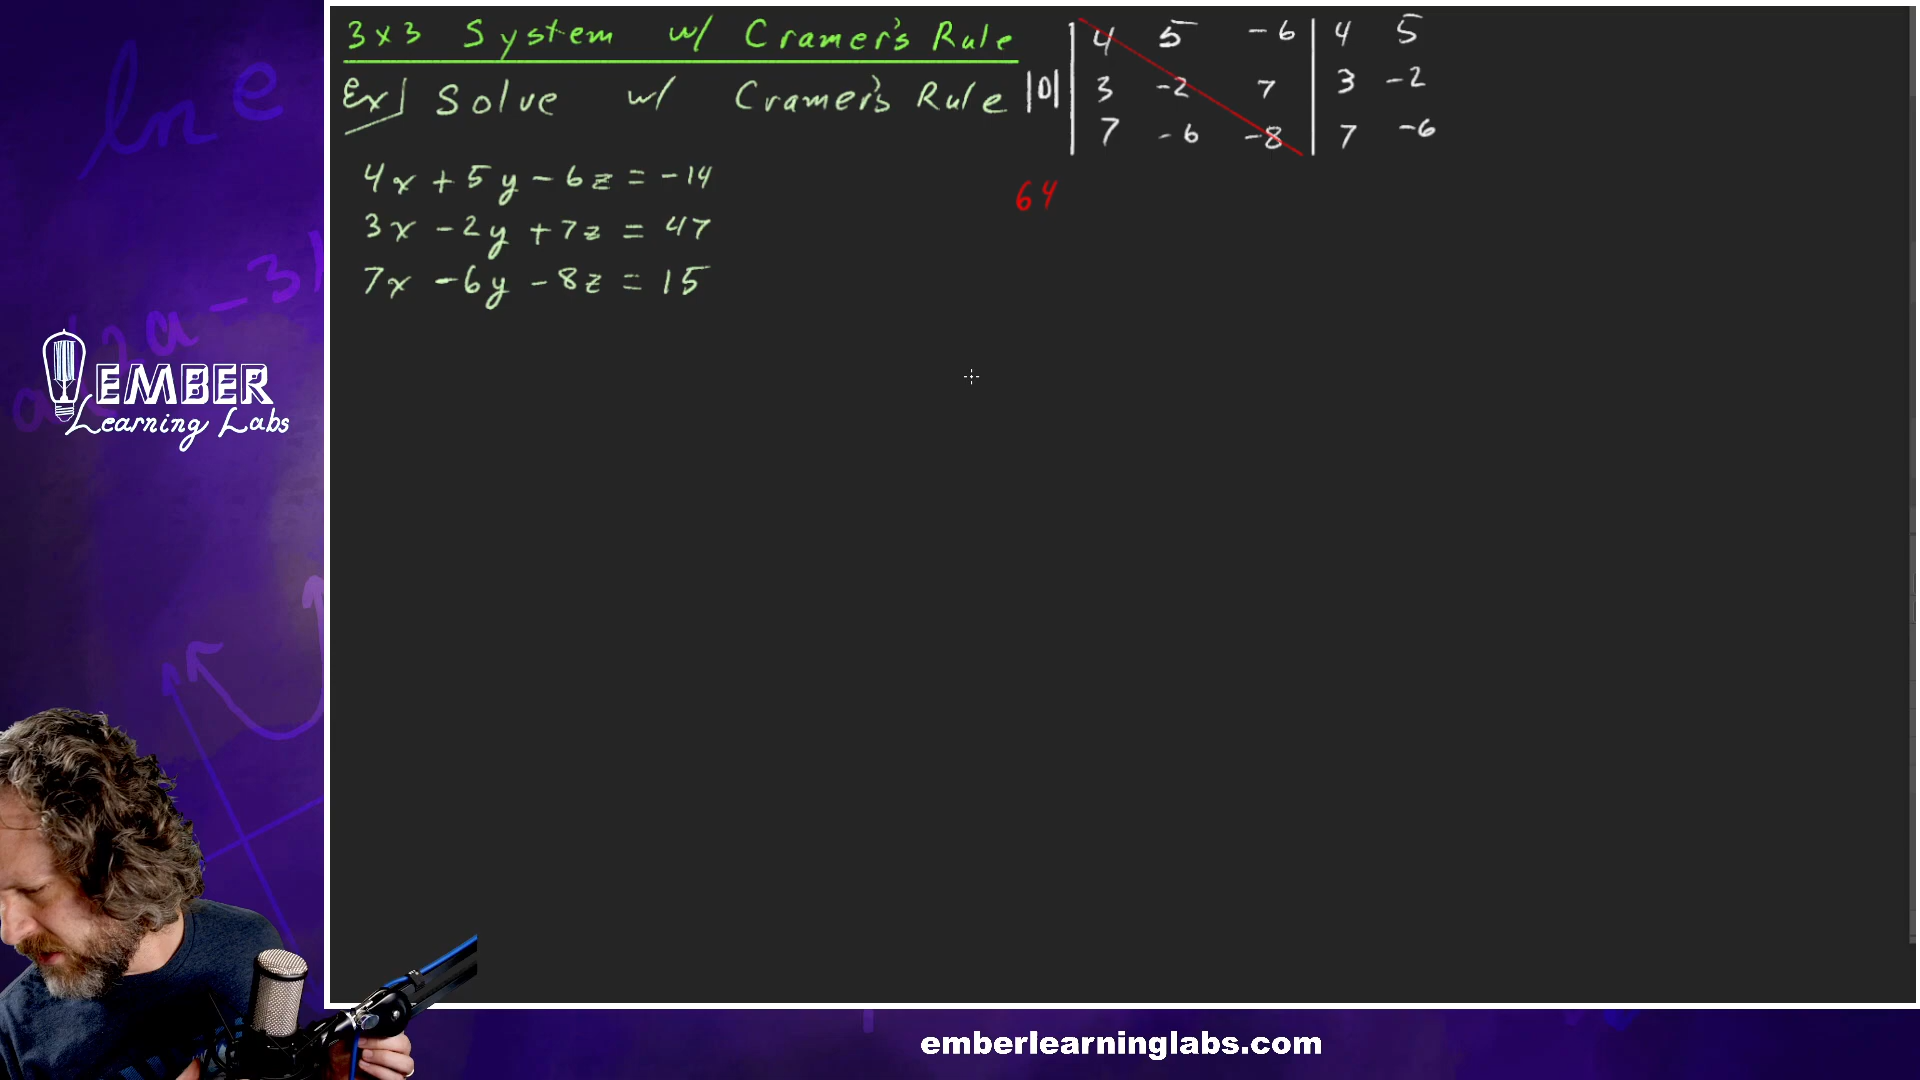 3x3 System w/ Cramer's Rule
Ex] Solve w/ Cramer's Rule
4x + 5y - 6z = -14
3x - 2y + 7z = 47
7x - 6y - 8z = 15
|D|
4 5 -6 | 4 5
3 -2 7 | 3 -2
7 -6 -8 | 7 -6
64
ln e
EMBER
Learning Labs
emberlearninglabs.com